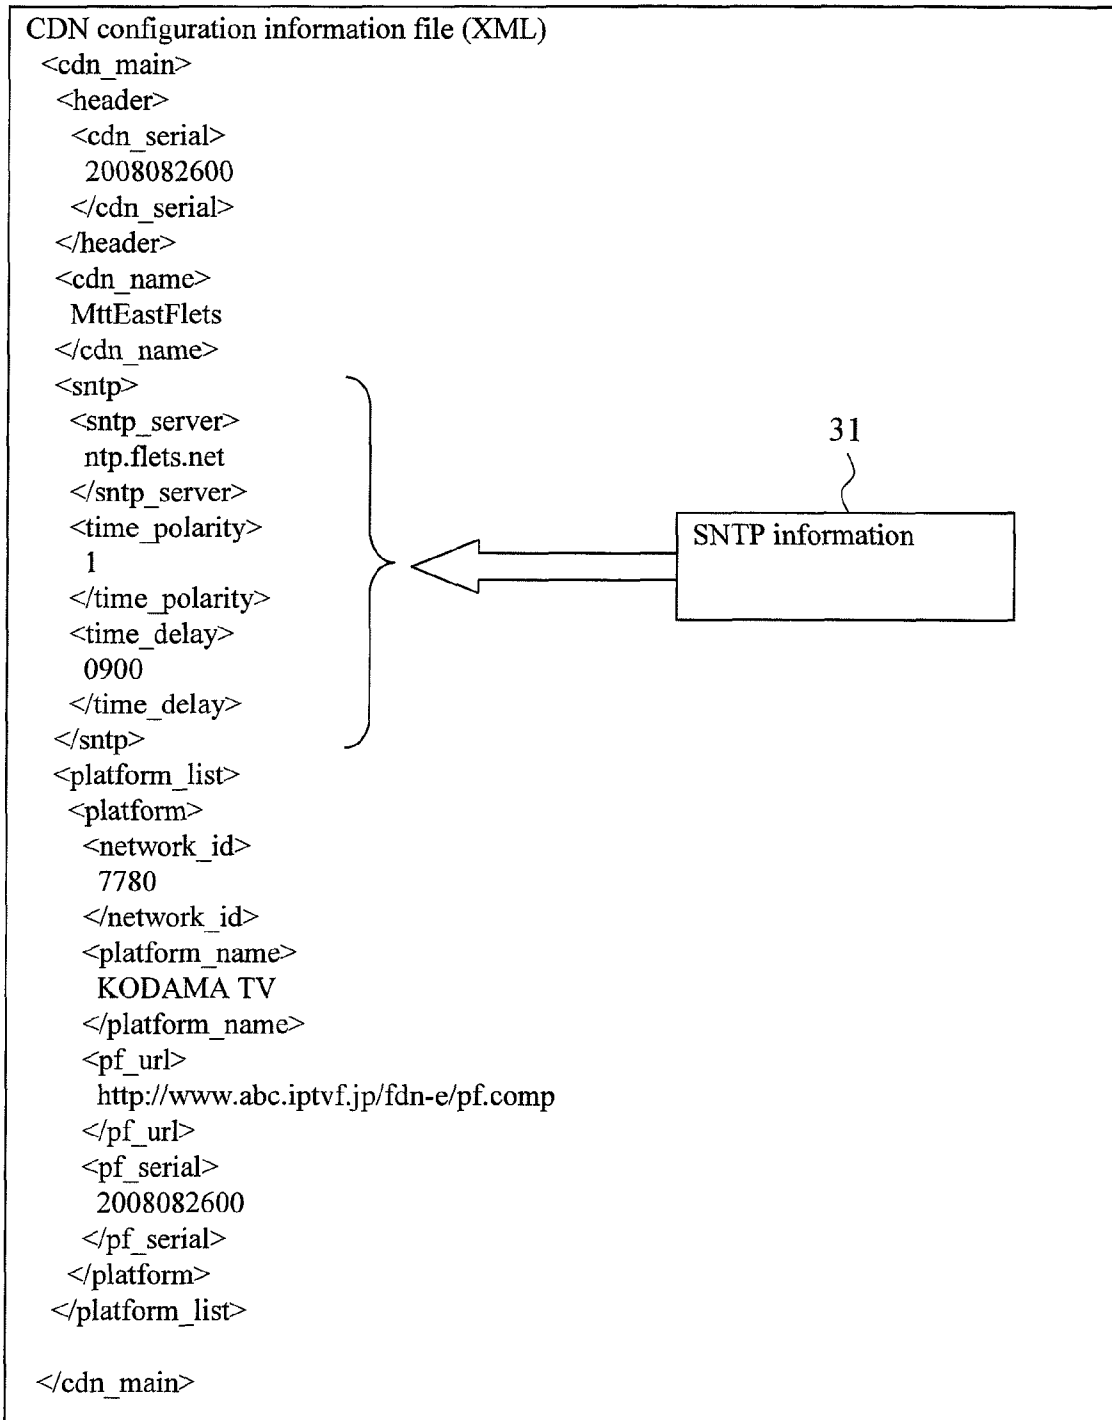 CDN configuration information file (XML)
<cdn_main>
<header>
<cdn_serial>
2008082600
</cdn_serial>
</header>
<cdn_name>
MttEastFlets
</cdn_name>
<sntp>
<sntp_server>
ntp.flets.net
</sntp_server>
<time_polarity>
1
</time_polarity>
<time_delay>
0900
</time_delay>
</sntp>
<platform_list>
<platform>
<network_id>
7780
</network_id>
<platform_name>
KODAMA TV
</platform_name>
<pf_url>
http://www.abc.iptvf.jp/fdn-e/pf.comp
</pf_url>
<pf_serial>
2008082600
</pf_serial>
</platform>
</platform_list>
</cdn_main>
31
SNTP information